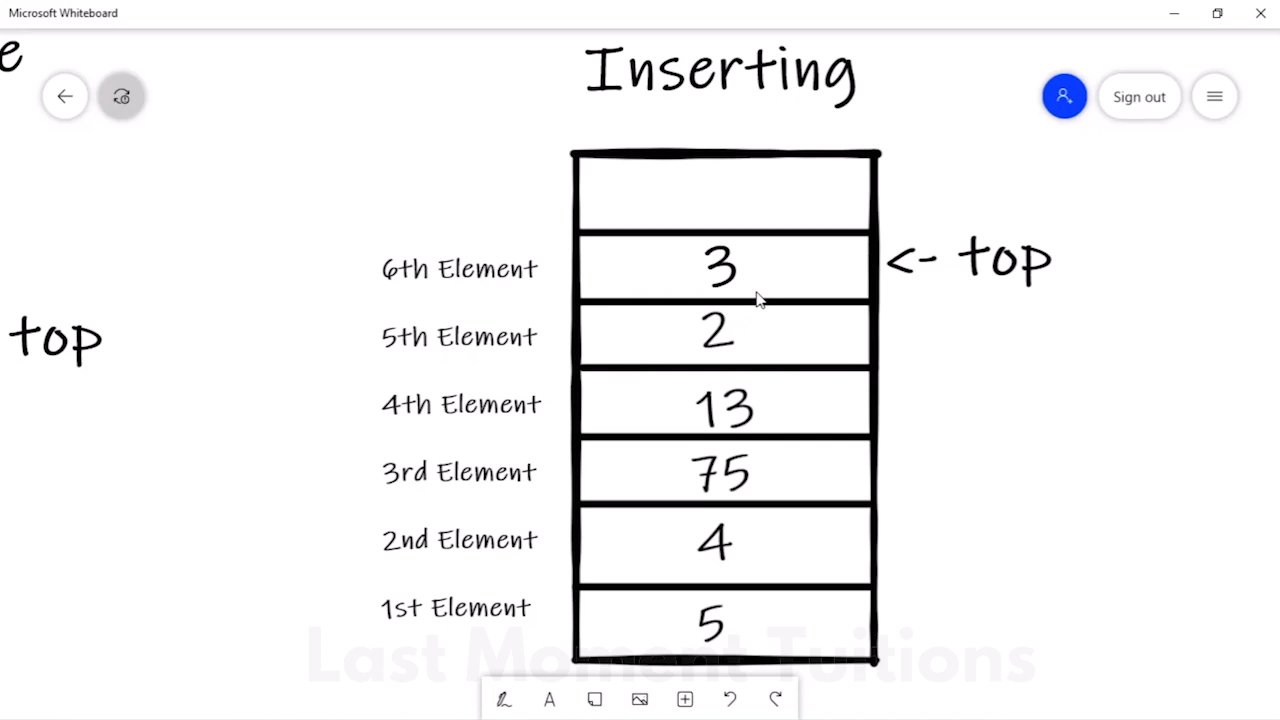 Microsoft Whiteboard
e
Inserting
Sign out
6th Element 3 <- top
5th Element 2
top
4th Element 13
3rd Element 75
2nd Element 4
1st Element 5
Last Moment Tuitions